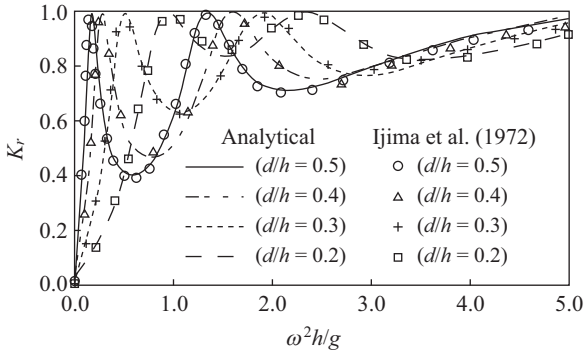 1.0
0.8
0.6
0.4
0.2
0.0
K_r
Analytical Ijima et al. (1972)
(d/h = 0.5) (d/h = 0.5)
(d/h = 0.4) (d/h = 0.4)
(d/h = 0.3) (d/h = 0.3)
(d/h = 0.2) (d/h = 0.2)
0.0 1.0 2.0 3.0 4.0 5.0
ω²h/g